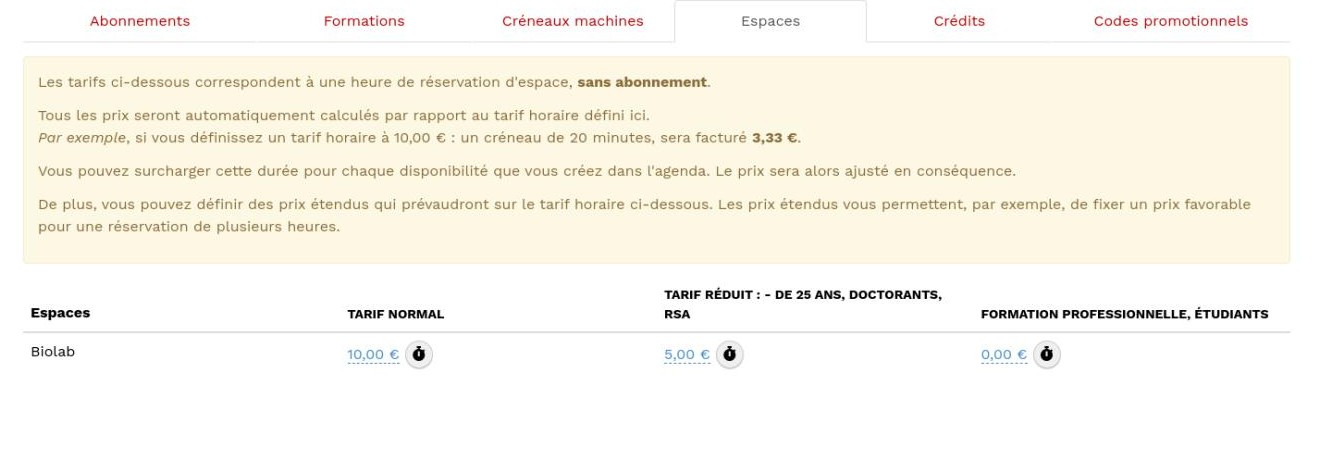 Abonnements Formations Créneaux machines Espaces Crédits Codes promotionnels
Les tarifs ci-dessous correspondent à une heure de réservation d'espace, sans abonnement.
Tous les prix seront automatiquement calculés par rapport au tarif horaire défini ici.
Par exemple, si vous définissez un tarif horaire à 10,00 € : un créneau de 20 minutes, sera facturé 3,33 €.
Vous pouvez surcharger cette durée pour chaque disponibilité que vous créez dans l'agenda. Le prix sera alors ajusté en conséquence.
De plus, vous pouvez définir des prix étendus qui prévaudront sur le tarif horaire ci-dessous. Les prix étendus vous permettent, par exemple, de fixer un prix favorable
pour une réservation de plusieurs heures.
Espaces TARIF NORMAL TARIF RÉDUIT : - DE 25 ANS, DOCTORANTS,
RSA FORMATION PROFESSIONNELLE, ÉTUDIANTS
Biolab 10,00 € 5,00 € 0,00 €